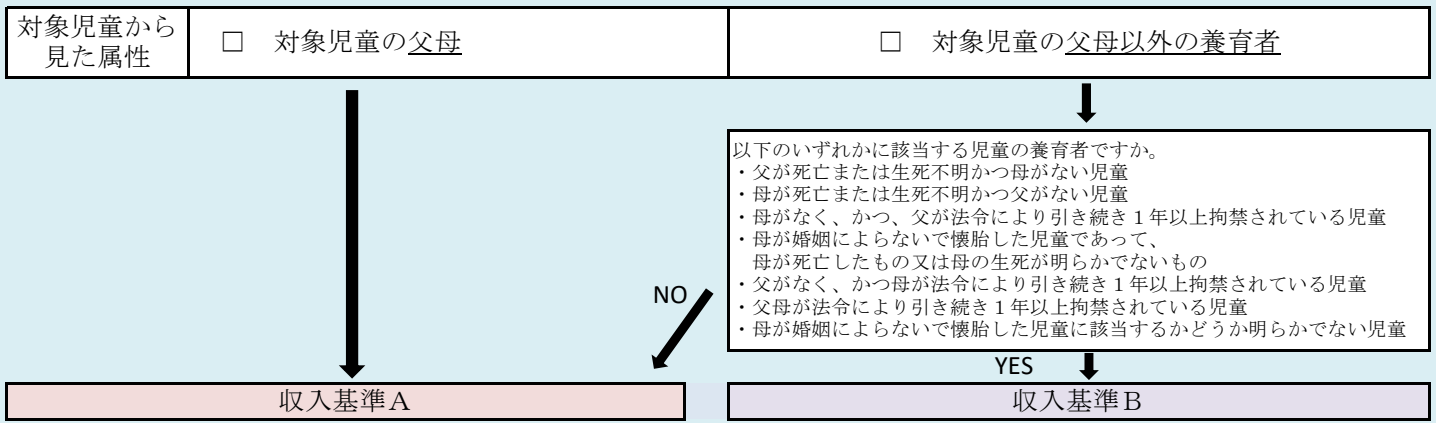 対象児童から
見た属性
□ 対象児童の父母
□ 対象児童の父母以外の養育者
以下のいずれかに該当する児童の養育者ですか。
・父が死亡または生死不明かつ母がない児童
・母が死亡または生死不明かつ父がない児童
・母がなく、かつ、父が法令により引き続き１年以上拘禁されている児童
・母が婚姻によらないで懐胎した児童であって、
母が死亡したもの又は母の生死が明らかでないもの
・父がなく、かつ母が法令により引き続き１年以上拘禁されている児童
・父母が法令により引き続き１年以上拘禁されている児童
・母が婚姻によらないで懐胎した児童に該当するかどうか明らかでない児童
NO
YES
収入基準Ａ
収入基準Ｂ